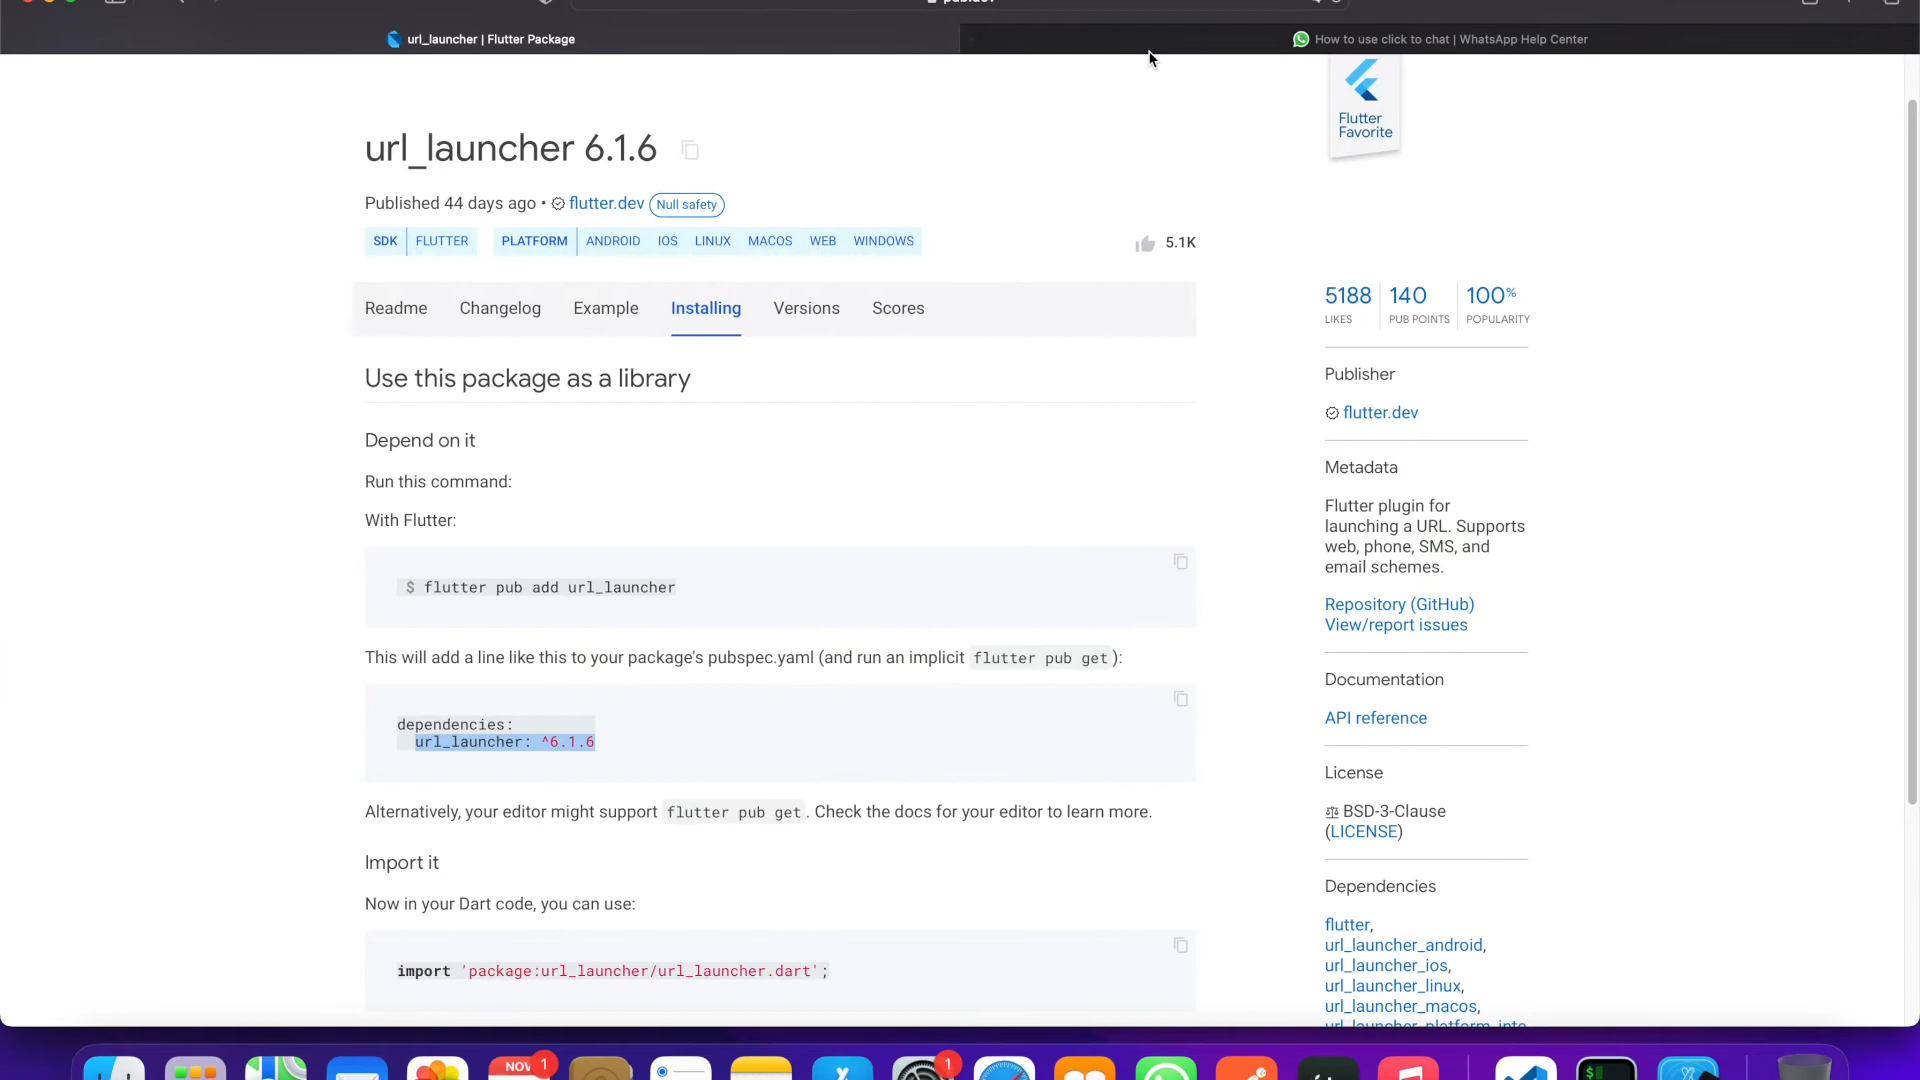 url_launcher | Flutter Package
How to use click to chat | WhatsApp Help Center
Flutter
Favorite
url_launcher 6.1.6
Published 44 days ago • flutter.dev Null safety
SDK FLUTTER PLATFORM ANDROID IOS LINUX MACOS WEB WINDOWS
5.1K
Readme Changelog Example Installing Versions Scores
5188 140 100%
LIKES PUB POINTS POPULARITY
Use this package as a library
Depend on it
Run this command:
With Flutter:
$ flutter pub add url_launcher
This will add a line like this to your package's pubspec.yaml (and run an implicit flutter pub get):
dependencies:
url_launcher: ^6.1.6
Alternatively, your editor might support flutter pub get. Check the docs for your editor to learn more.
Import it
Now in your Dart code, you can use:
import 'package:url_launcher/url_launcher.dart';
Publisher
flutter.dev
Metadata
Flutter plugin for
launching a URL. Supports
web, phone, SMS, and
email schemes.
Repository (GitHub)
View/report issues
Documentation
API reference
License
BSD-3-Clause
(LICENSE)
Dependencies
flutter,
url_launcher_android,
url_launcher_ios,
url_launcher_linux,
url_launcher_macos,
url_launcher_platform_inte
NOV 1
1
$